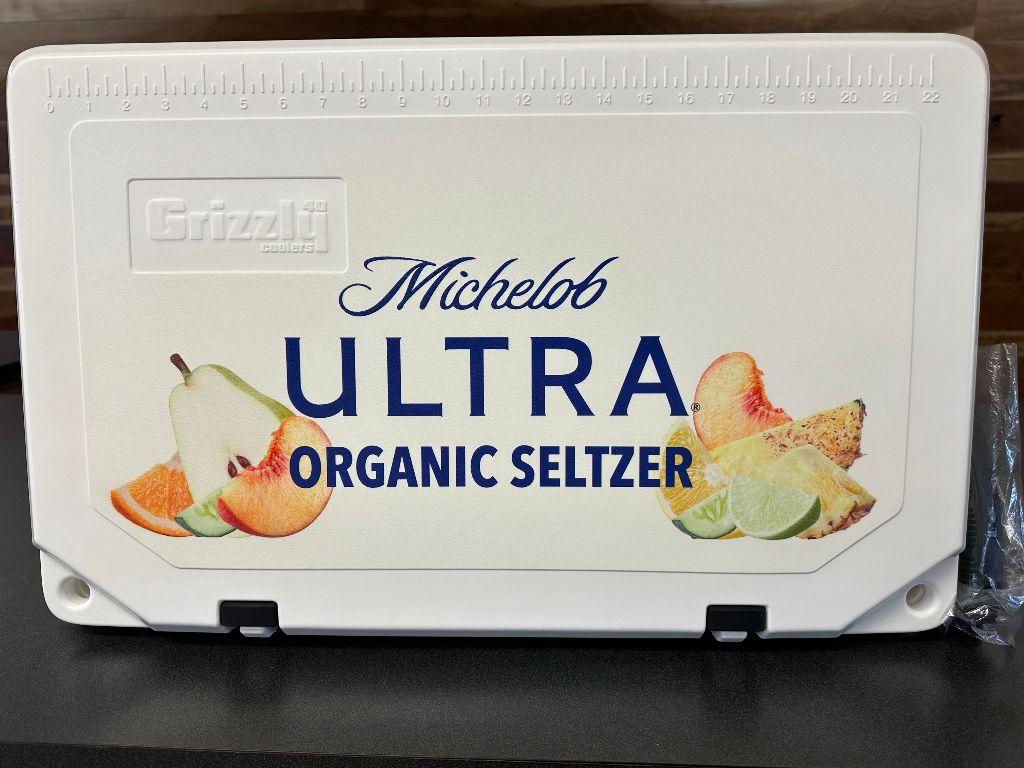 0 1 2 3 4 5 6 7 8 9 10 11 12 13 14 15 16 17 18 19 20 21 22
Grizzly 40
coolers
Michelob
ULTRA®
ORGANIC SELTZER